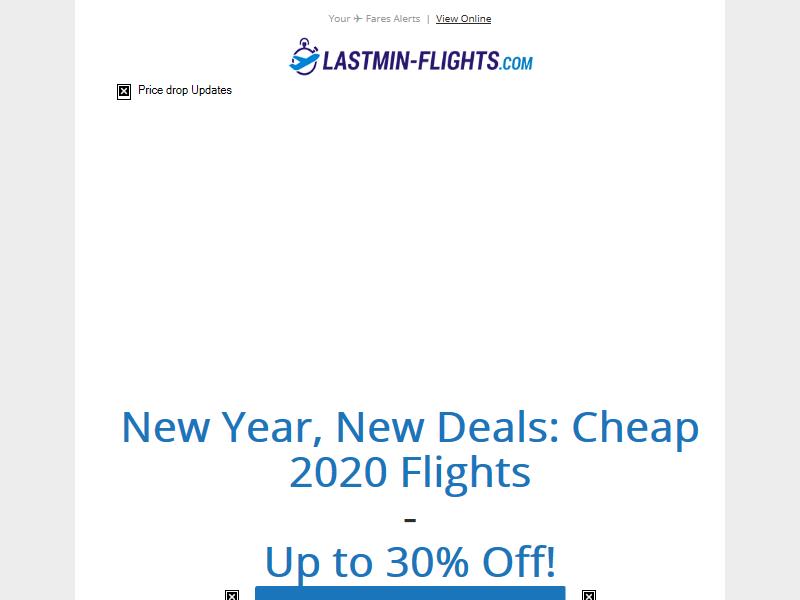 Your ✈ Fares Alerts | View Online
LASTMIN-FLIGHTS.COM
Price drop Updates
New Year, New Deals: Cheap
2020 Flights
-
Up to 30% Off!